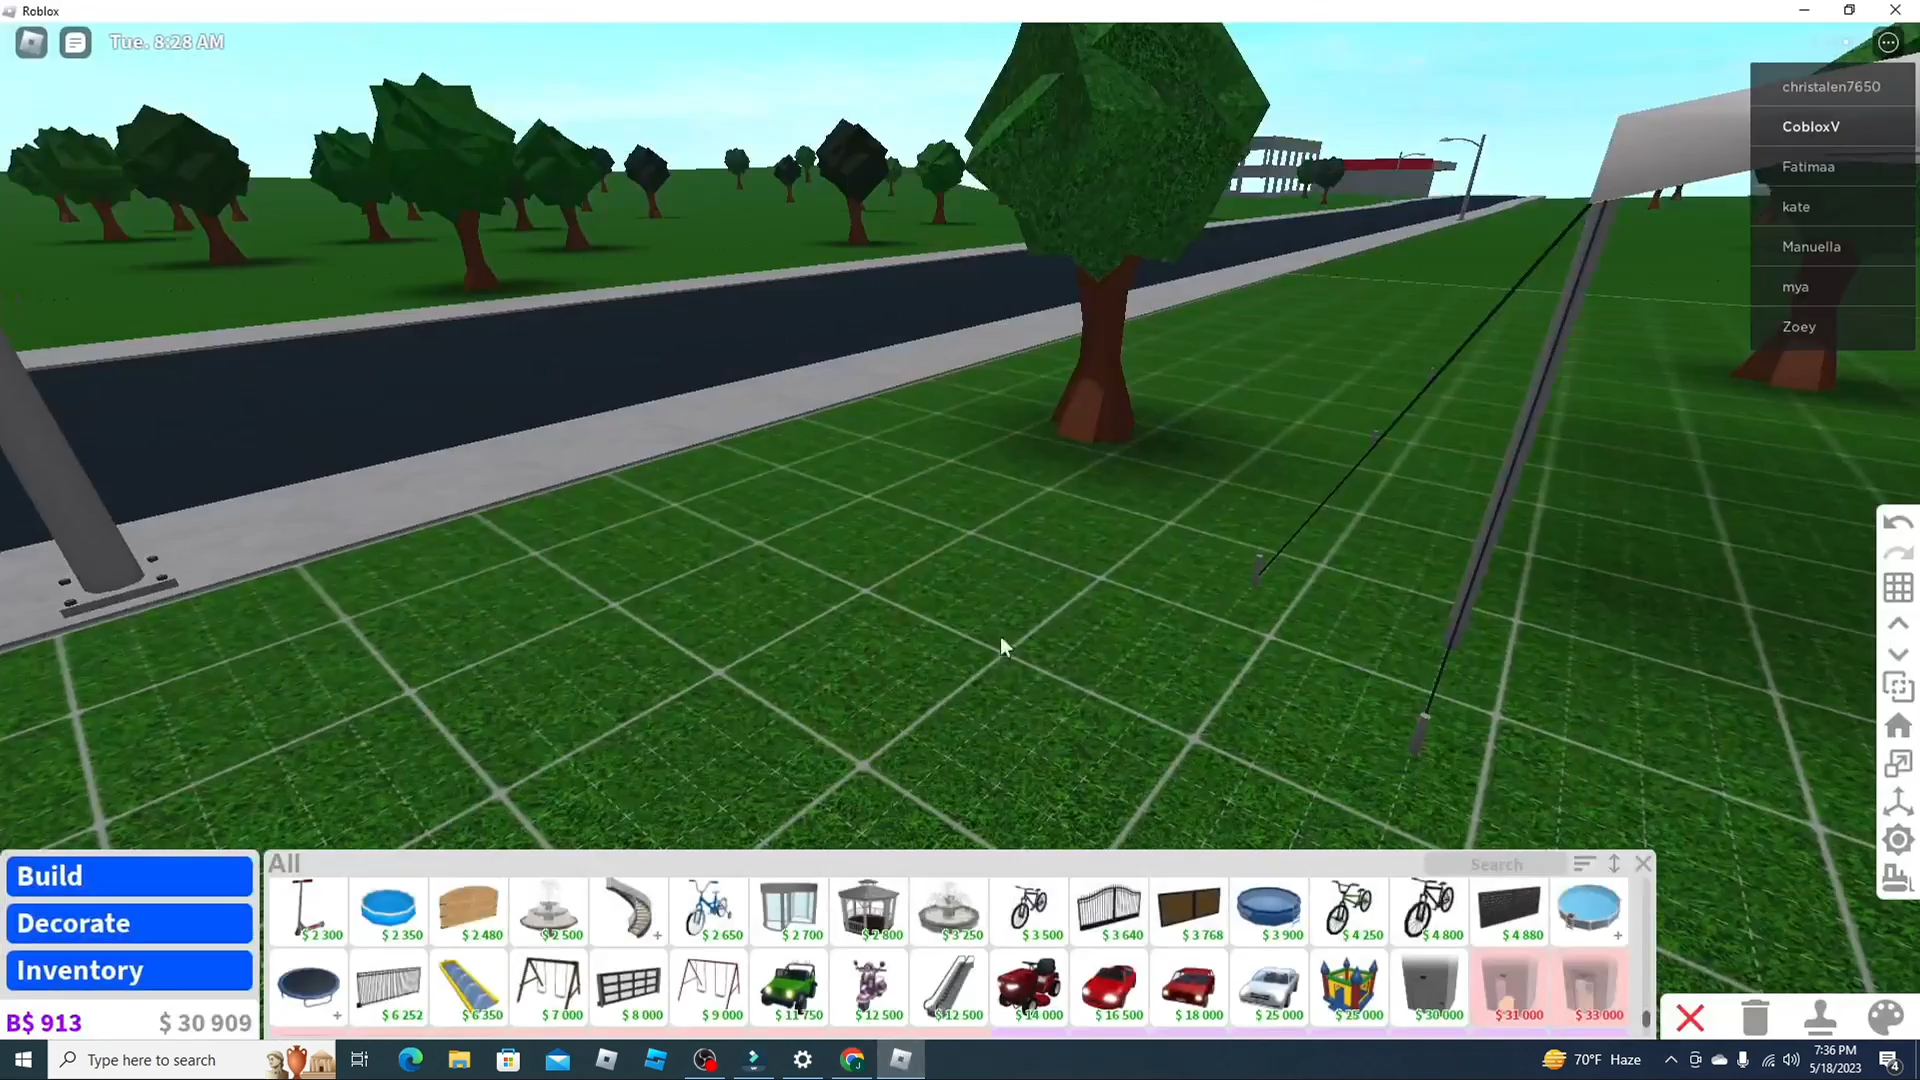 Roblox
Tue. 8:28 AM
christalen7650
CobloxV
Fatimaa
kate
Manuella
mya
Zoey
Build
Decorate
Inventory
B$ 913
$ 30 909
All
Search
$ 2 300
$ 2 350
$ 2 480
$ 2 500
+
$ 2 650
$ 2 700
$ 2 800
$ 3 250
$ 3 500
$ 3 640
$ 3 768
$ 3 900
$ 4 250
$ 4 800
$ 4 880
+
+
$ 6 252
$ 6 350
$ 7 000
$ 8 000
$ 9 000
$ 11 750
$ 12 500
$ 12 500
$ 14 000
$ 16 500
$ 18 000
$ 25 000
$ 25 000
$ 30 000
$ 31 000
$ 33 000
Type here to search
70°F Haze
7:36 PM
5/18/2023
4